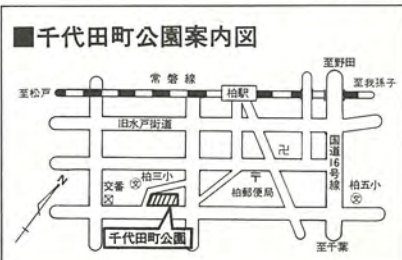 ■千代田町公園案内図
至野田
常磐線
柏駅
至松戸
至我孫子
旧水戸街道
卍
国道16号線
柏三小
交番
文
〒
柏郵便局
柏五小
文
N
千代田町公園
至千葉